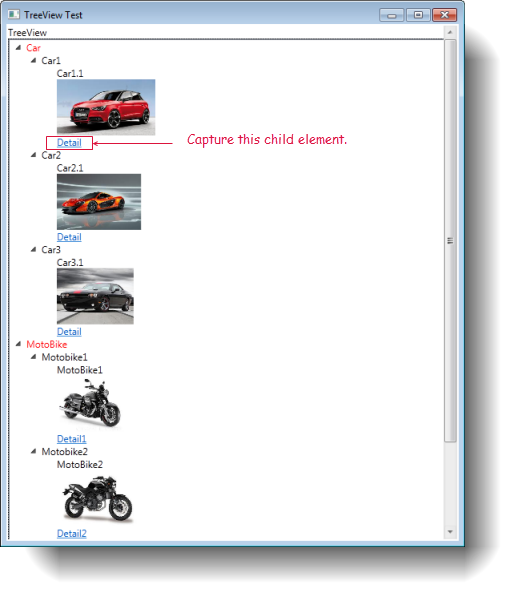 TreeView Test
TreeView
Car
Car1
Car1.1
Detail
Capture this child element.
Car2
Car2.1
Detail
Car3
Car3.1
Detail
MotoBike
Motobike1
MotoBike1
Detail1
Motobike2
MotoBike2
Detail2